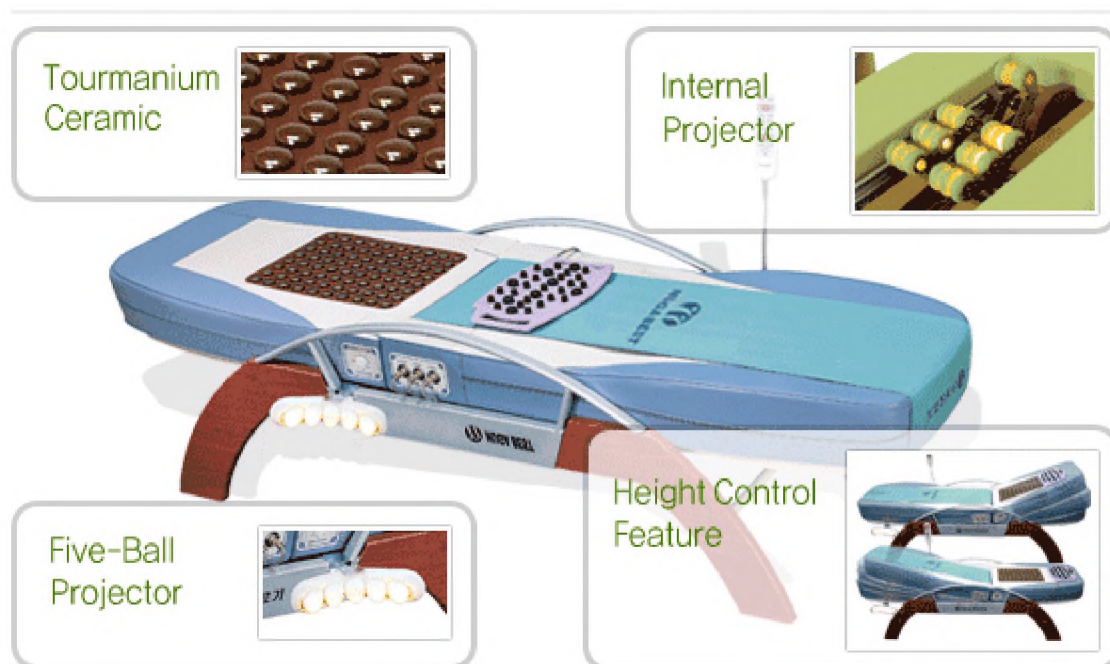 Tourmanium
Ceramic
Internal
Projector
Five-Ball
Projector
Height Control
Feature